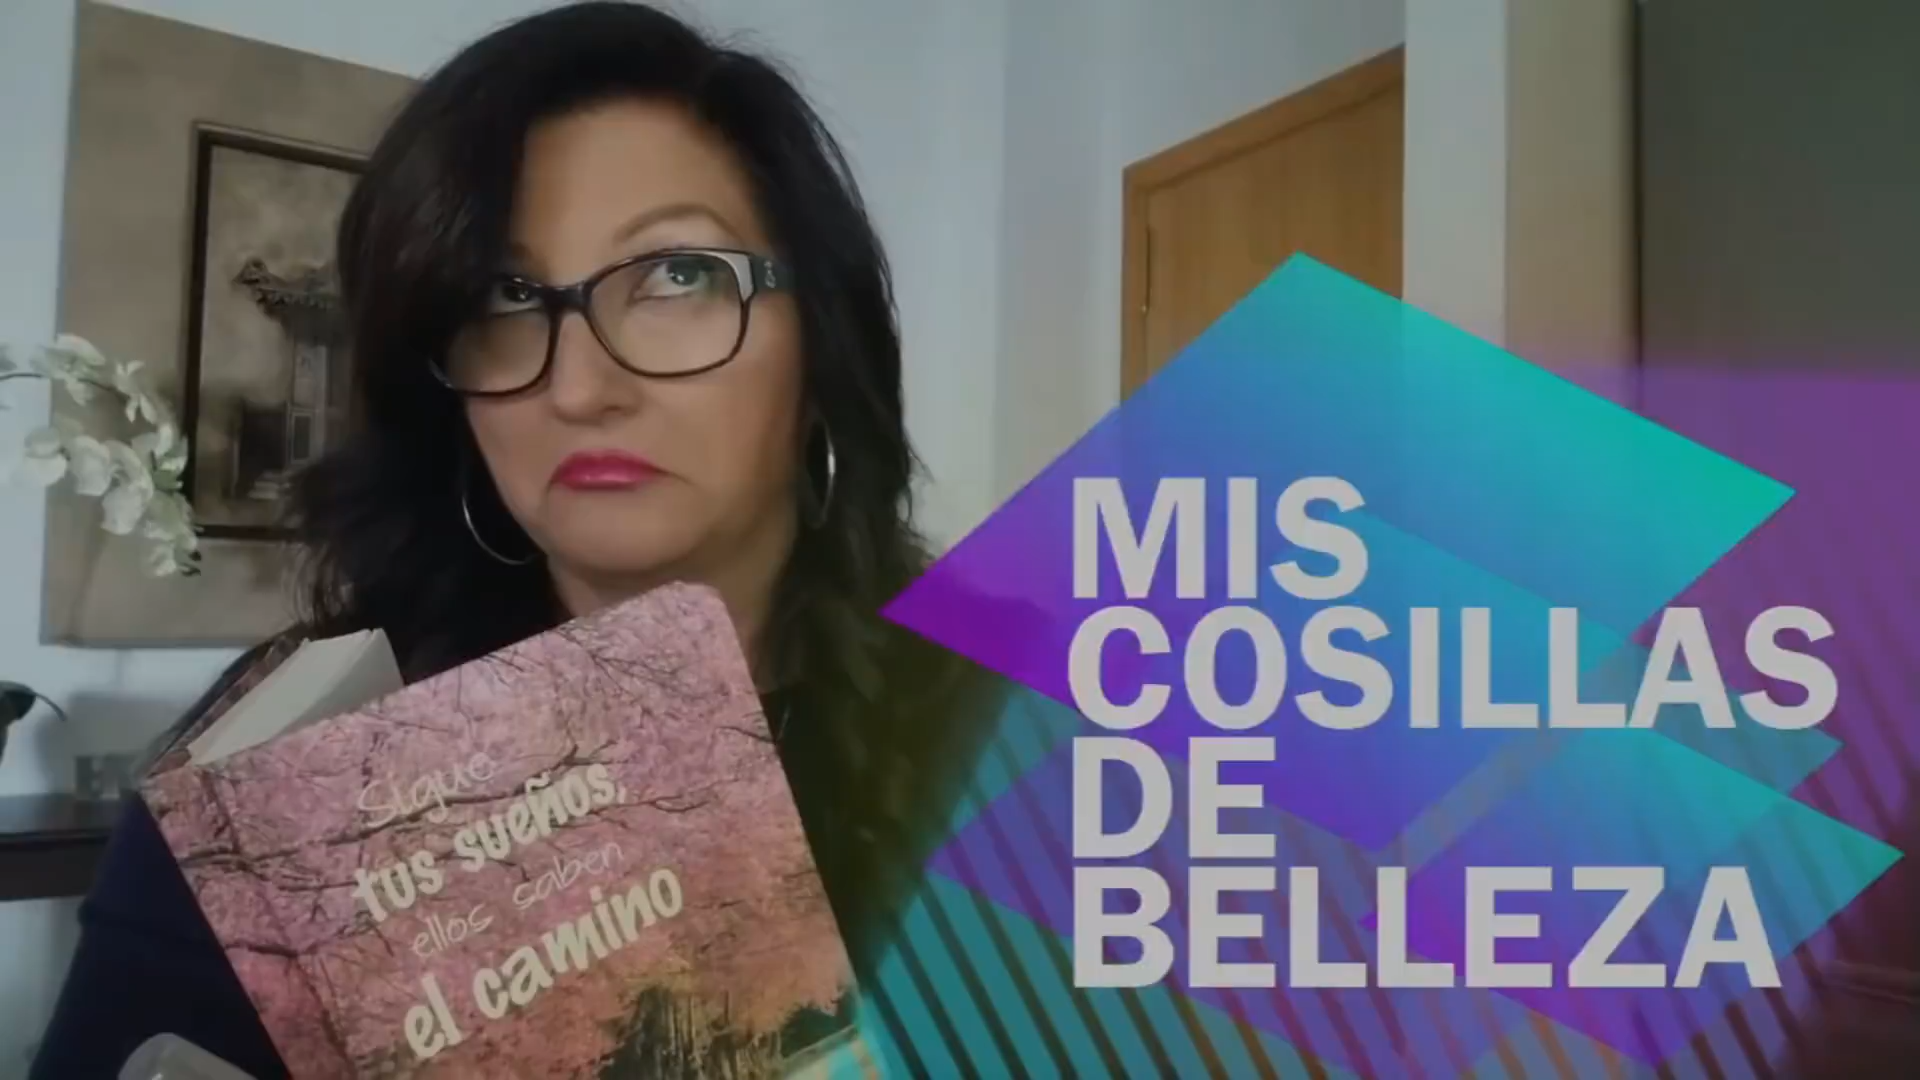 Sigue
tus sueños,
ellos saben
el camino
MIS
COSILLAS
DE
BELLEZA